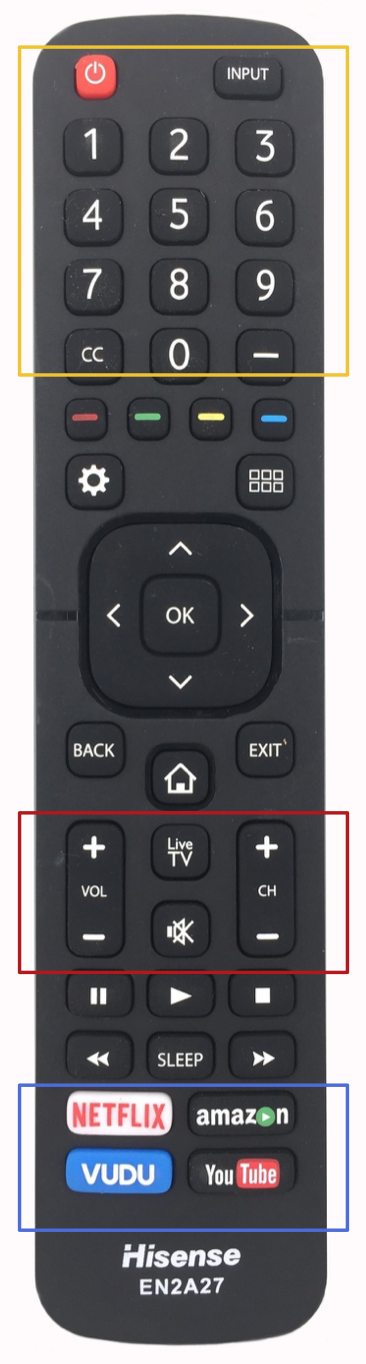 INPUT
1 2 3
4 5 6
7 8 9
CC 0 —
OK
BACK EXIT
+ Live TV +
VOL CH
— —
SLEEP
NETFLIX amazon
VUDU YouTube
Hisense
EN2A27